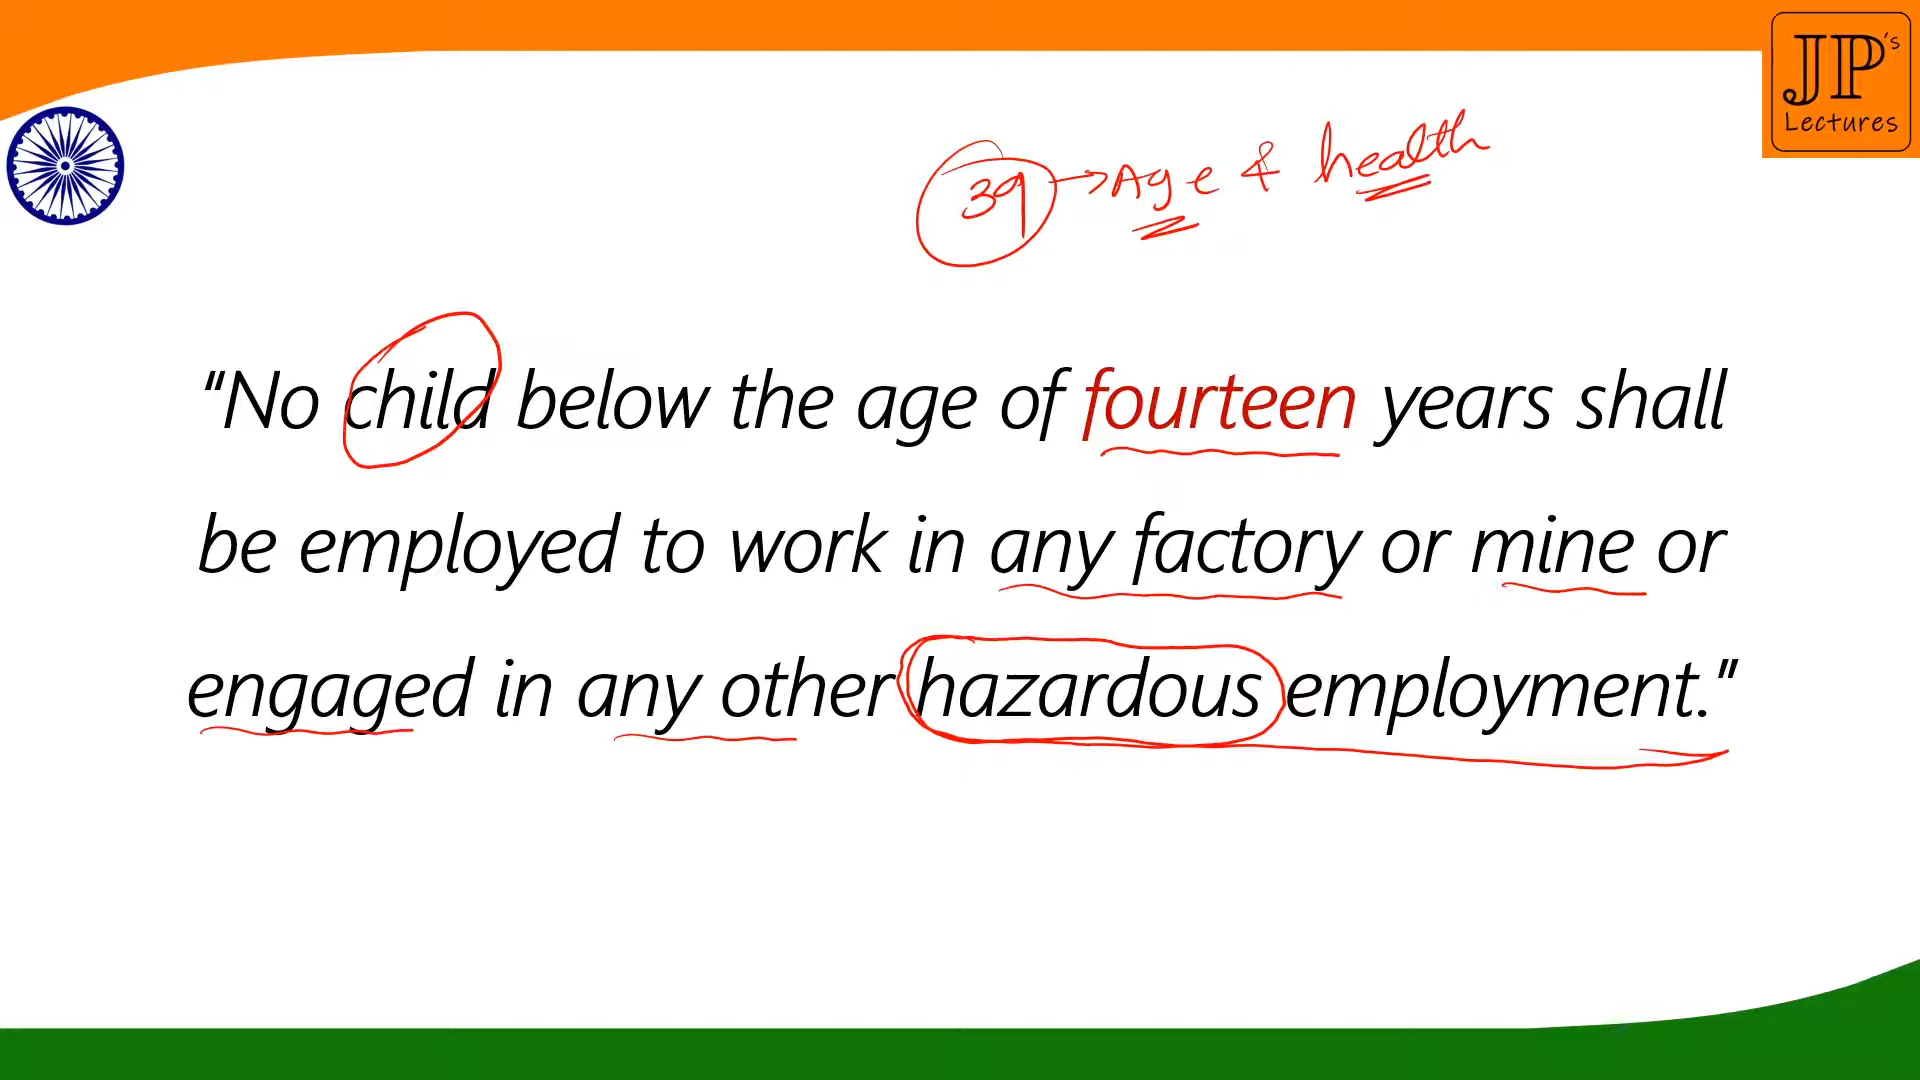 JP's
Lectures
39 → Age & health
"No child below the age of fourteen years shall
be employed to work in any factory or mine or
engaged in any other hazardous employment."